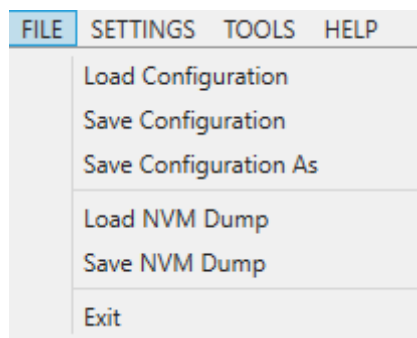 FILE SETTINGS TOOLS HELP
Load Configuration
Save Configuration
Save Configuration As
Load NVM Dump
Save NVM Dump
Exit